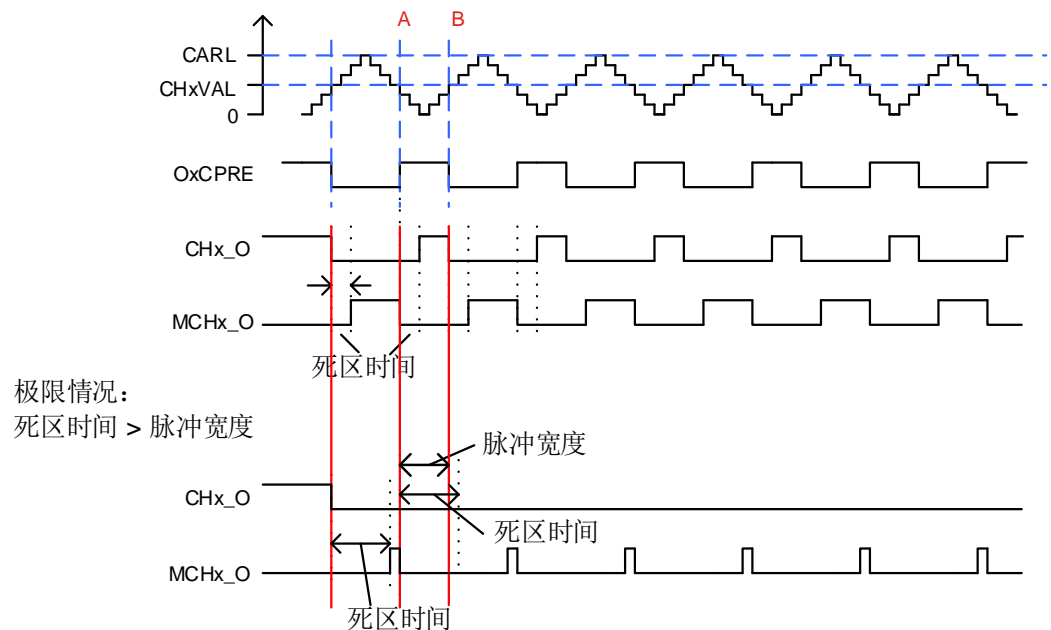 A B
CARL
CHxVAL
0
OxCPRE
CHx_O
MCHx_O
死区时间
极限情况：
死区时间 > 脉冲宽度
脉冲宽度
CHx_O
死区时间
MCHx_O
死区时间